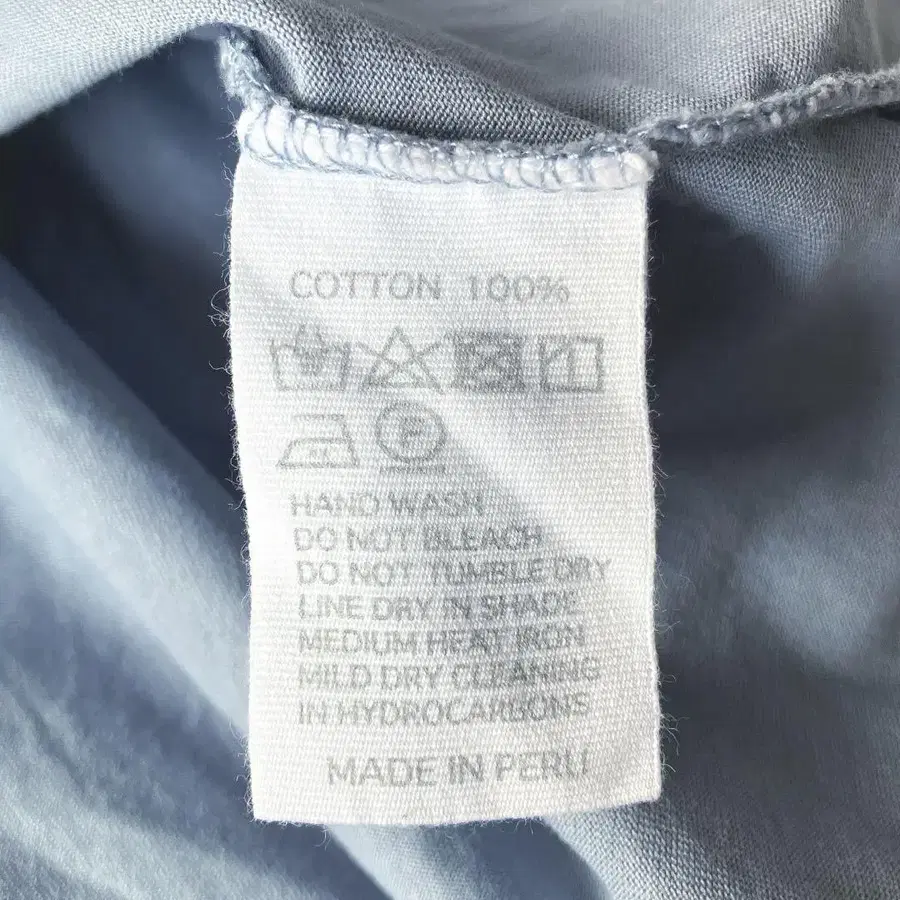 COTTON 100%
P
HAND WASH
DO NOT BLEACH
DO NOT TUMBLE DRY
LINE DRY IN SHADE
MEDIUM HEAT IRON
MILD DRY CLEANING
IN HYDROCARBONS
MADE IN PERU